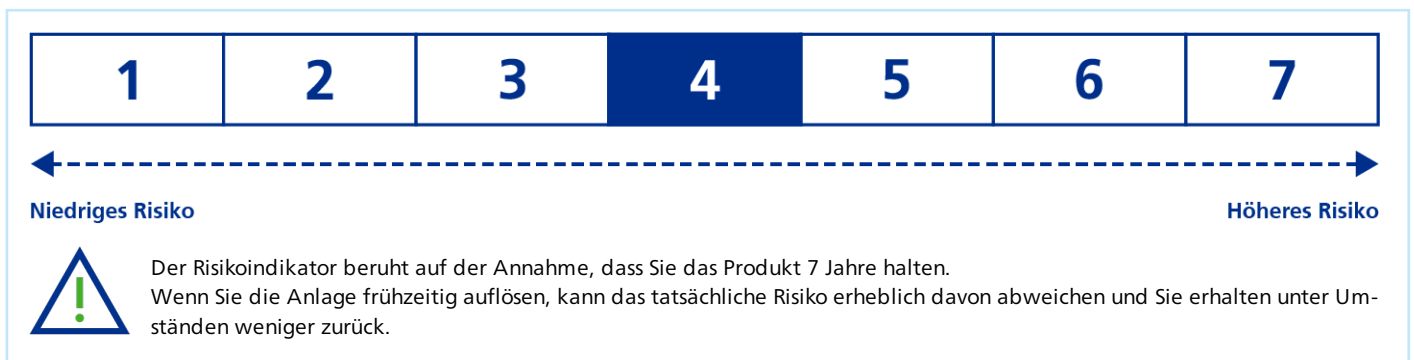 1 2 3 4 5 6 7
Niedriges Risiko Höheres Risiko
Der Risikoindikator beruht auf der Annahme, dass Sie das Produkt 7 Jahre halten.
Wenn Sie die Anlage frühzeitig auflösen, kann das tatsächliche Risiko erheblich davon abweichen und Sie erhalten unter Um-
ständen weniger zurück.